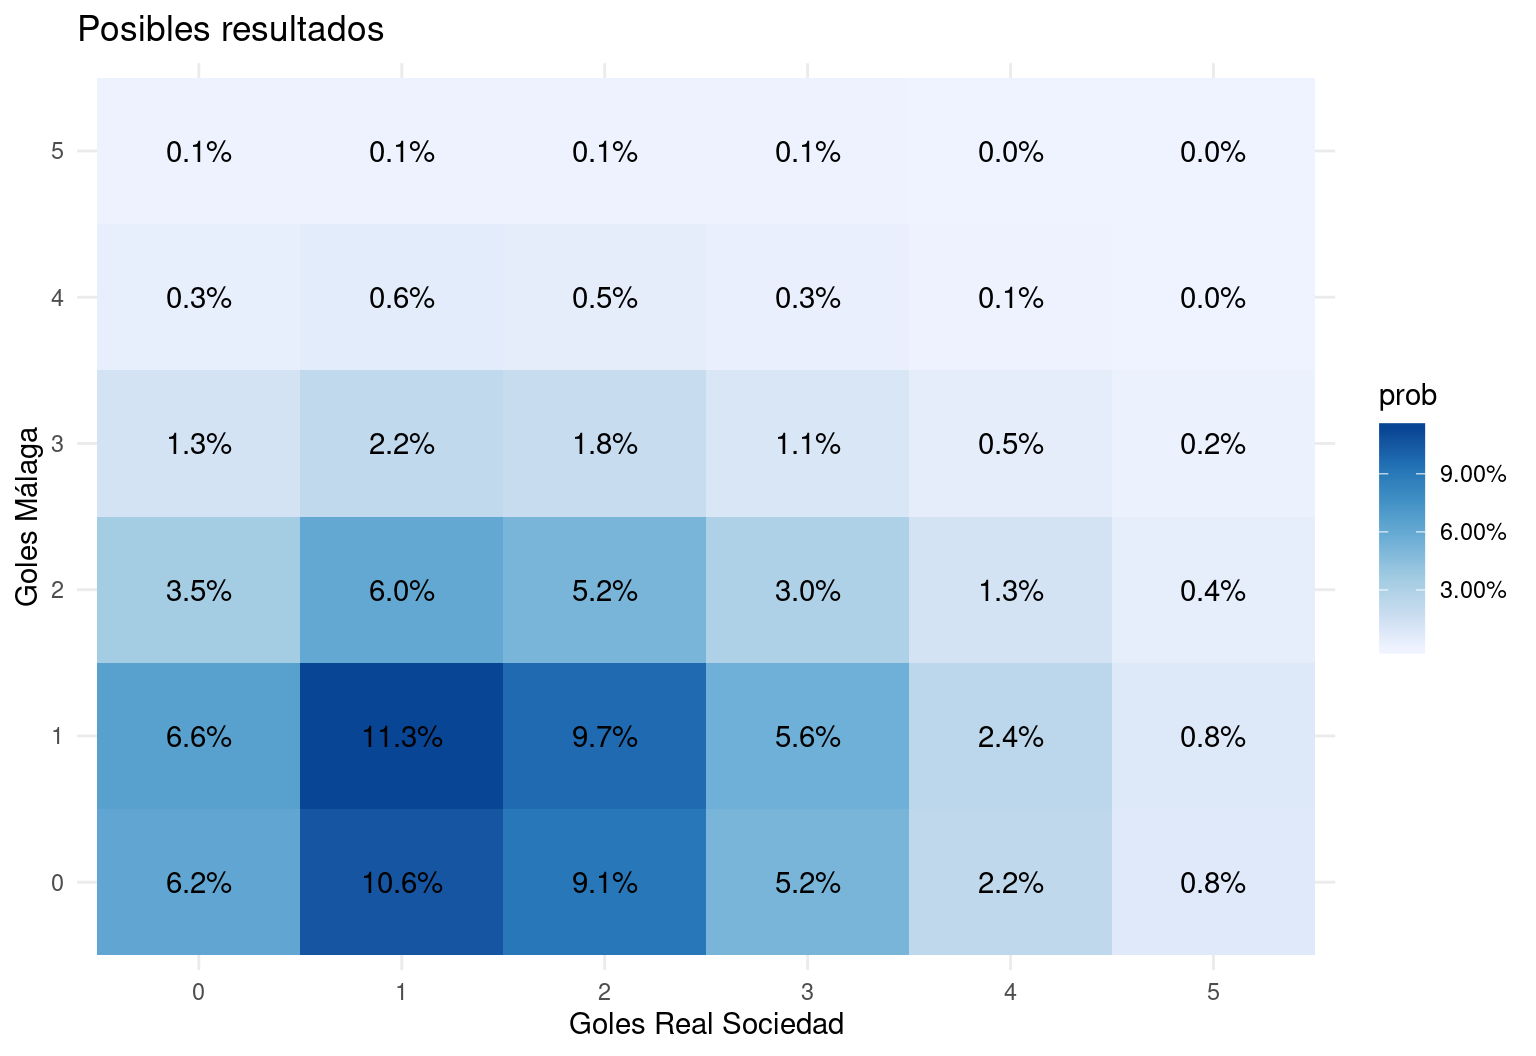 Posibles resultados
5 0.1% 0.1% 0.1% 0.1% 0.0% 0.0%
4 0.3% 0.6% 0.5% 0.3% 0.1% 0.0%
3 1.3% 2.2% 1.8% 1.1% 0.5% 0.2%
2 3.5% 6.0% 5.2% 3.0% 1.3% 0.4%
1 6.6% 11.3% 9.7% 5.6% 2.4% 0.8%
0 6.2% 10.6% 9.1% 5.2% 2.2% 0.8%
0 1 2 3 4 5
Goles Real Sociedad
Goles Málaga
prob
9.00%
6.00%
3.00%